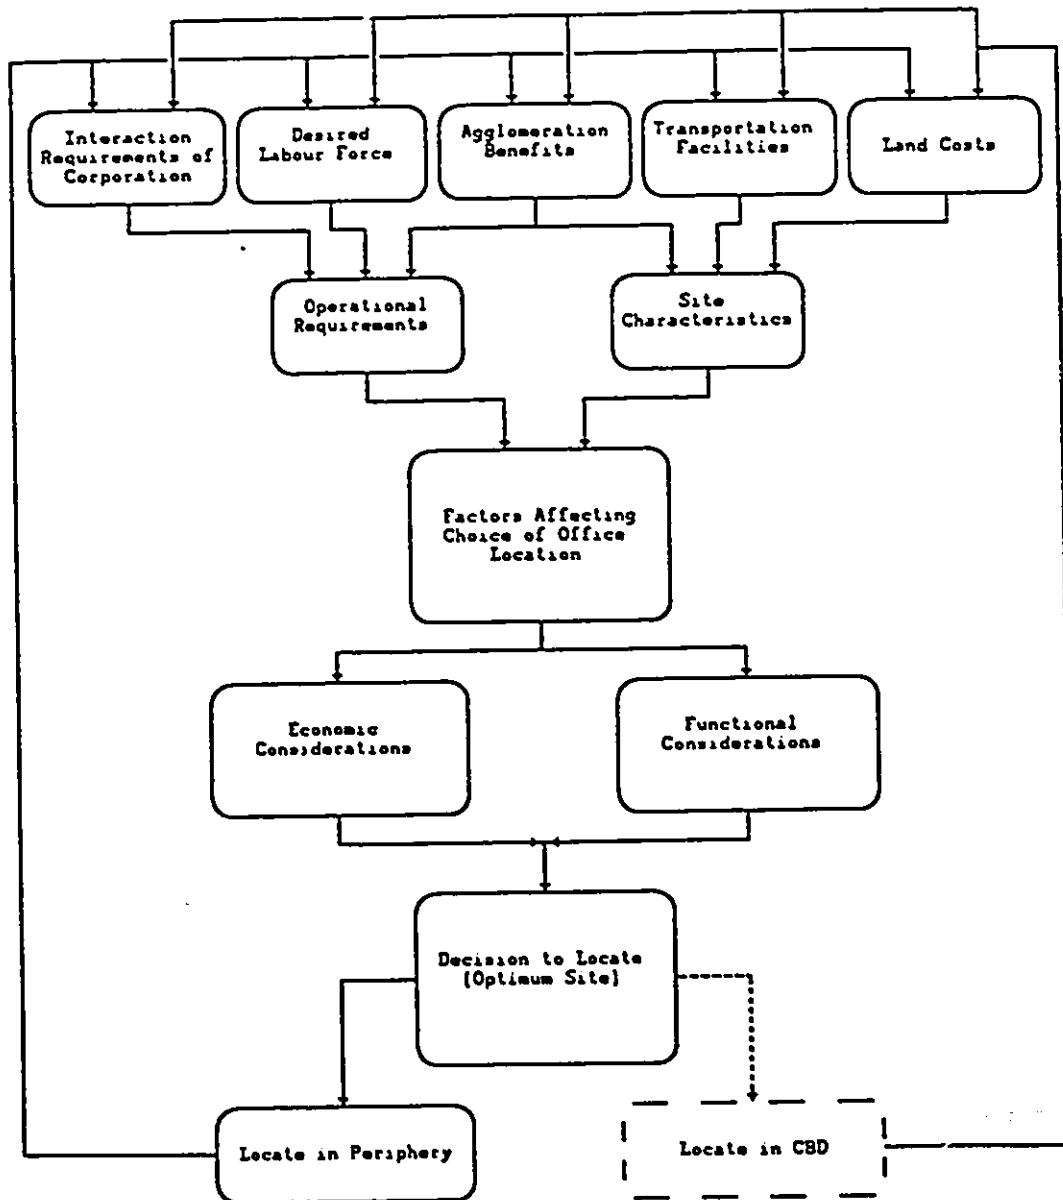 Interaction
Requirements of
Corporation
Desired
Labour Force
Agglomeration
Benefits
Transportation
Facilities
Land Costs
Operational
Requirements
Site
Characteristics
Factors Affecting
Choice of Office
Location
Economic
Considerations
Functional
Considerations
Decision to Locate
(Optimum Site)
Locate in Periphery
Locate in CBD